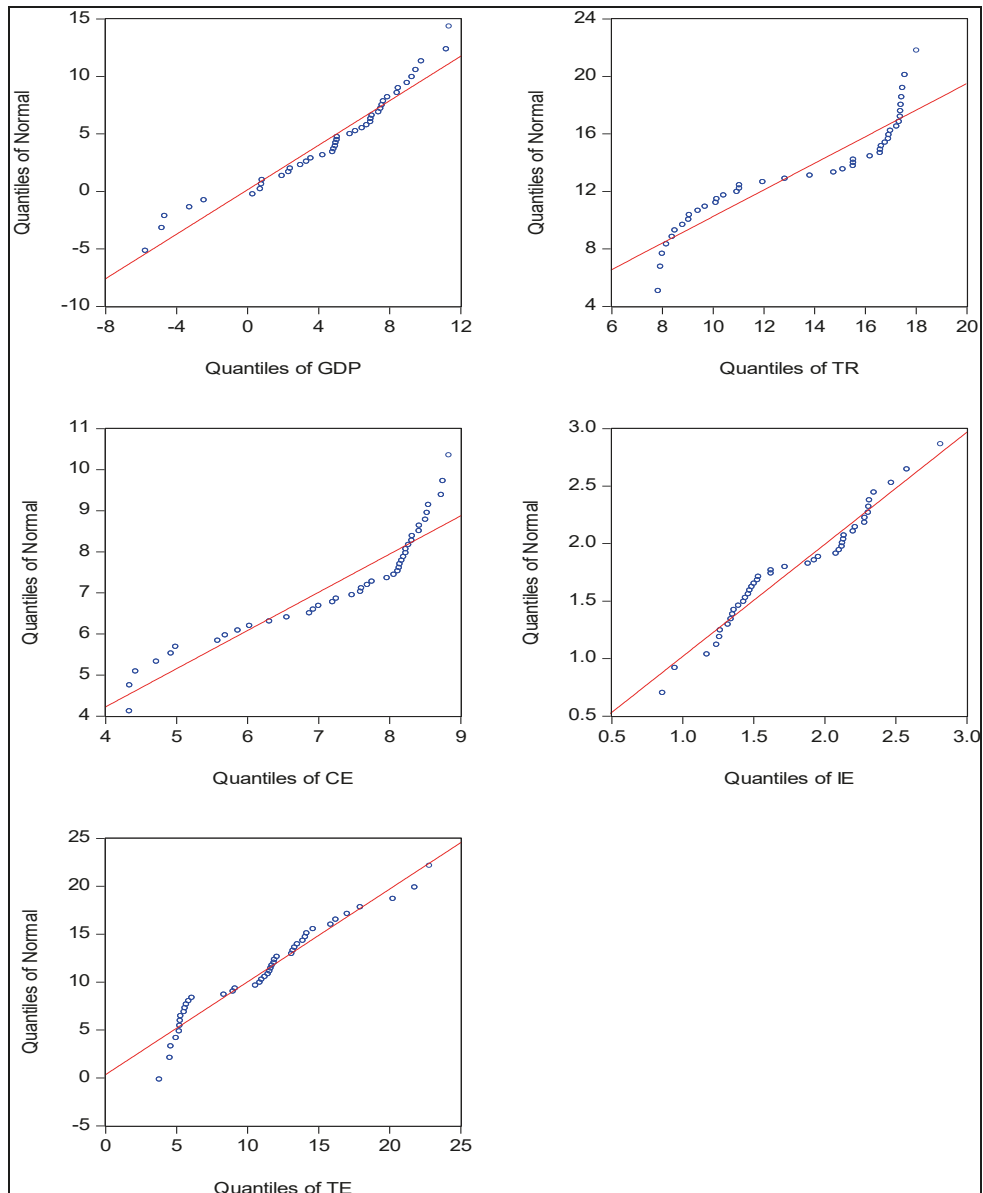 15
10
5
0
-5
-10
Quantiles of Normal
-8 -4 0 4 8 12
Quantiles of GDP
24
20
16
12
8
4
Quantiles of Normal
6 8 10 12 14 16 18 20
Quantiles of TR
11
10
9
8
7
6
5
4
Quantiles of Normal
4 5 6 7 8 9
Quantiles of CE
3.0
2.5
2.0
1.5
1.0
0.5
Quantiles of Normal
0.5 1.0 1.5 2.0 2.5 3.0
Quantiles of IE
25
20
15
10
5
0
-5
Quantiles of Normal
0 5 10 15 20 25
Quantiles of TE